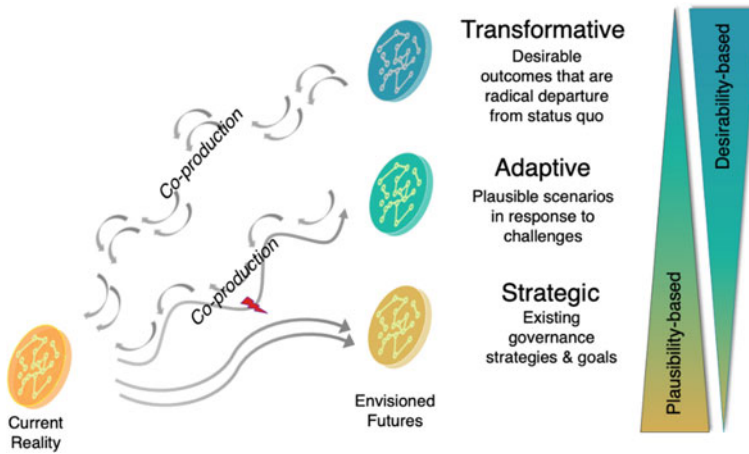 Transformative
Desirable
outcomes that are
radical departure
from status quo
Co-production
Adaptive
Plausible scenarios
in response to
challenges
Co-production
Strategic
Existing
governance
strategies & goals
Current
Reality
Envisioned
Futures
Plausibility-based
Desirability-based